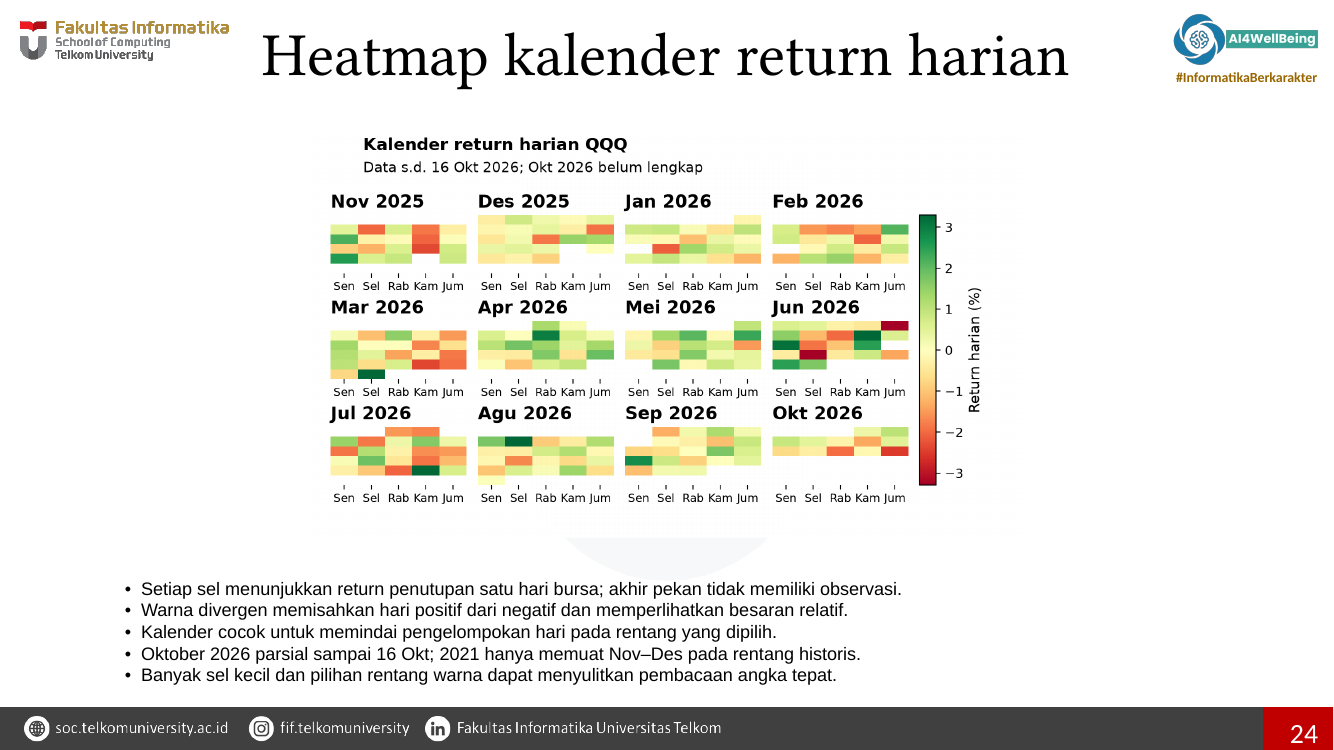 Fakultas Informatika
School of Computing
Telkom University
Heatmap kalender return harian
AI4WellBeing
#InformatikaBerkarakter
Kalender return harian QQQ
Data s.d. 16 Okt 2026; Okt 2026 belum lengkap
Nov 2025 Des 2025 Jan 2026 Feb 2026
Sen Sel Rab Kam Jum Sen Sel Rab Kam Jum Sen Sel Rab Kam Jum Sen Sel Rab Kam Jum
Mar 2026 Apr 2026 Mei 2026 Jun 2026
Sen Sel Rab Kam Jum Sen Sel Rab Kam Jum Sen Sel Rab Kam Jum Sen Sel Rab Kam Jum
Jul 2026 Agu 2026 Sep 2026 Okt 2026
Sen Sel Rab Kam Jum Sen Sel Rab Kam Jum Sen Sel Rab Kam Jum Sen Sel Rab Kam Jum
3
2
1
0
−1
−2
−3
Return harian (%)
• Setiap sel menunjukkan return penutupan satu hari bursa; akhir pekan tidak memiliki observasi.
• Warna divergen memisahkan hari positif dari negatif dan memperlihatkan besaran relatif.
• Kalender cocok untuk memindai pengelompokan hari pada rentang yang dipilih.
• Oktober 2026 parsial sampai 16 Okt; 2021 hanya memuat Nov–Des pada rentang historis.
• Banyak sel kecil dan pilihan rentang warna dapat menyulitkan pembacaan angka tepat.
soc.telkomuniversity.ac.id fif.telkomuniversity Fakultas Informatika Universitas Telkom
24